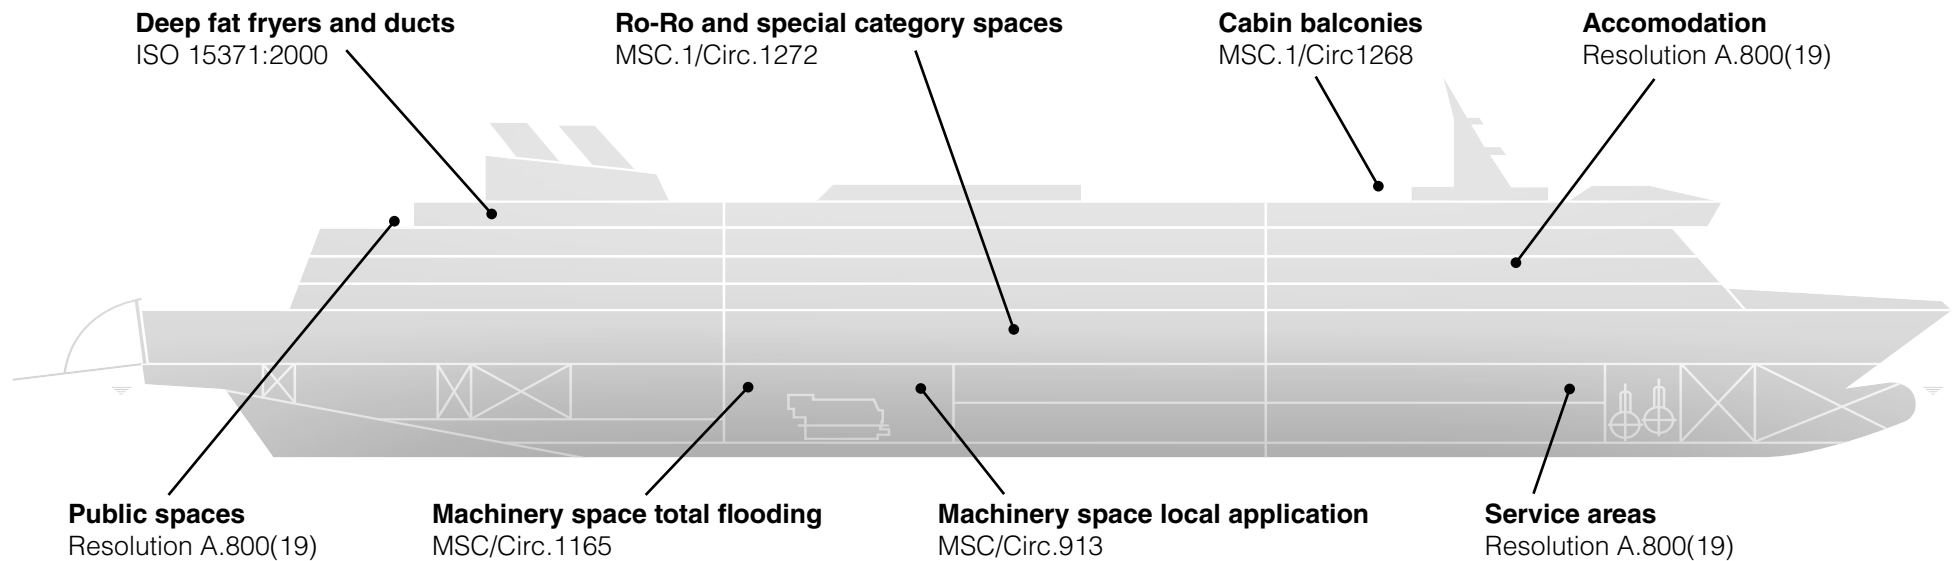 Deep fat fryers and ducts
ISO 15371:2000
Ro-Ro and special category spaces
MSC.1/Circ.1272
Cabin balconies
MSC.1/Circ1268
Accomodation
Resolution A.800(19)
Public spaces
Resolution A.800(19)
Machinery space total flooding
MSC/Circ.1165
Machinery space local application
MSC/Circ.913
Service areas
Resolution A.800(19)